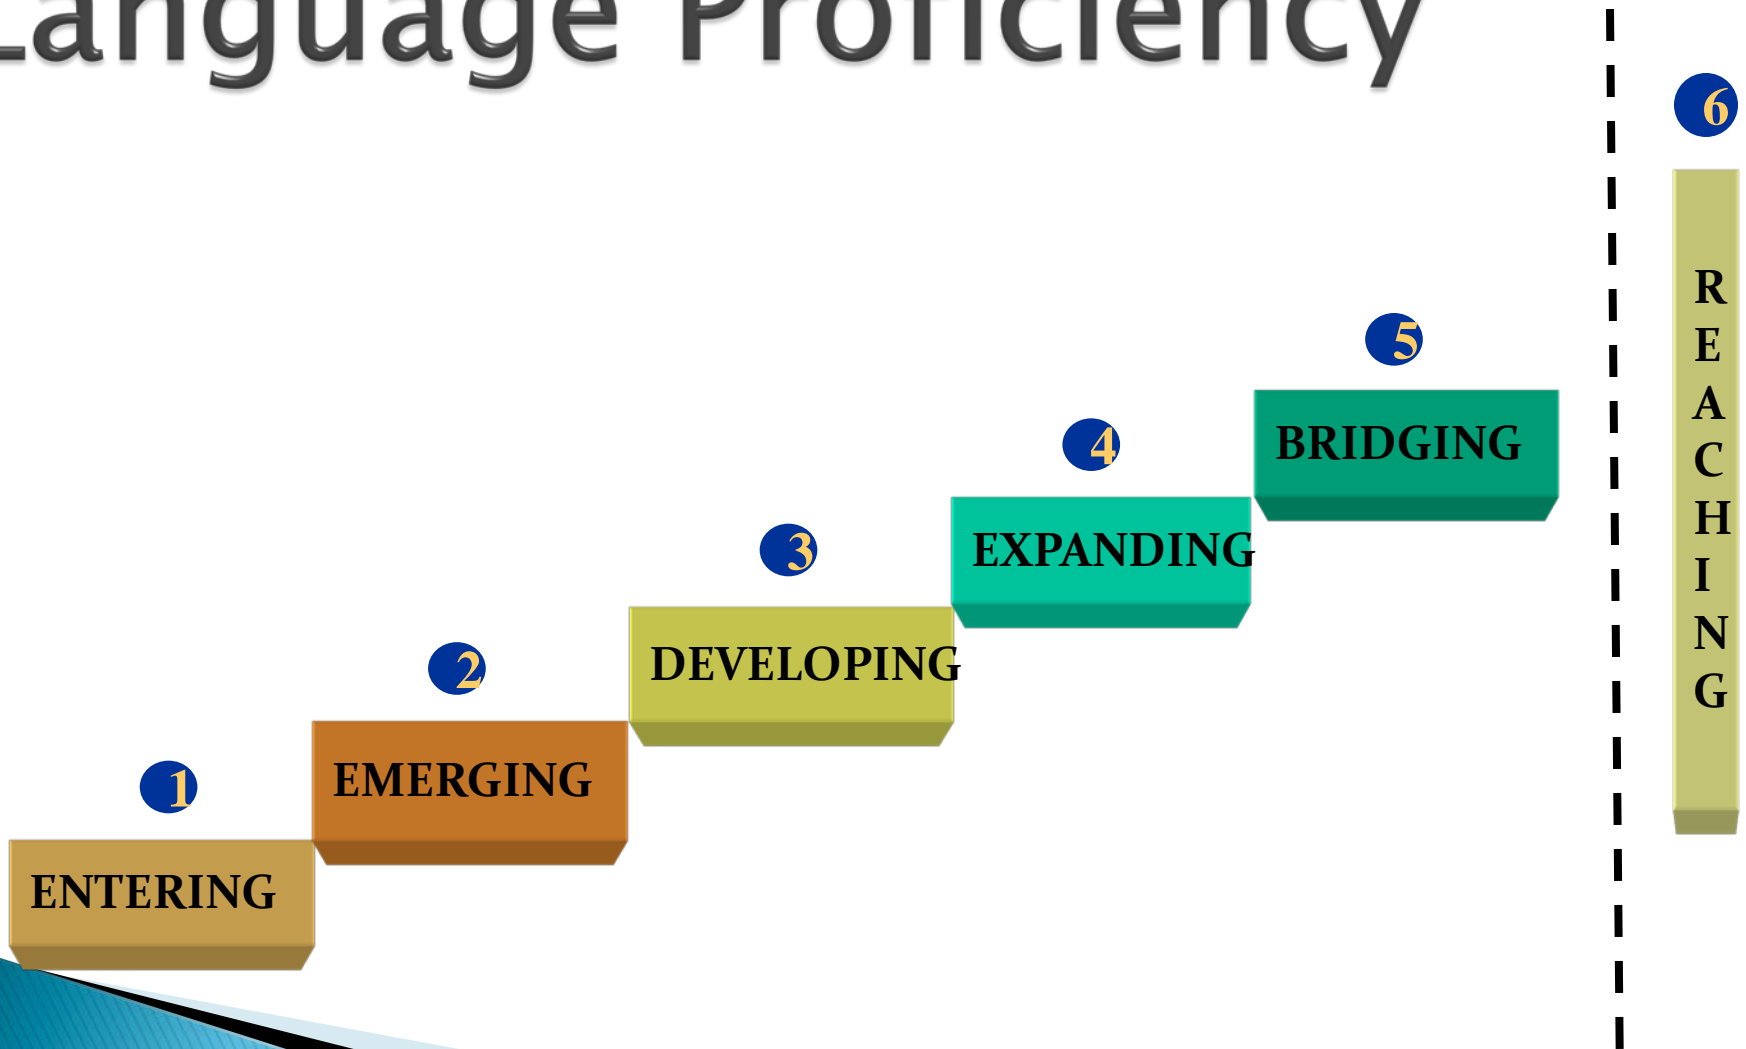 Language Proficiency
1
ENTERING
2
EMERGING
3
DEVELOPING
4
EXPANDING
5
BRIDGING
6
REACHING